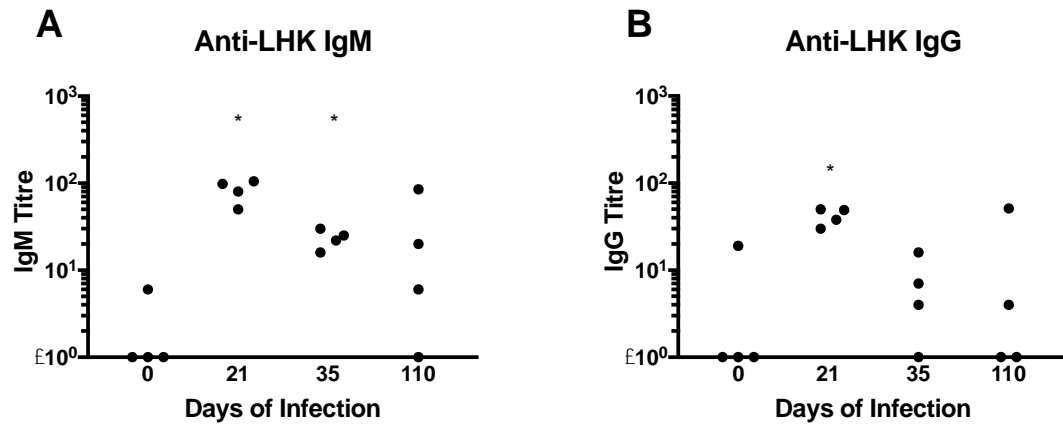 A
Anti-LHK IgM
IgM Titre
10³
10²
10¹
£10⁰
0 21 35 110
* *
Days of Infection
B
Anti-LHK IgG
IgG Titre
10³
10²
10¹
£10⁰
0 21 35 110
*
Days of Infection